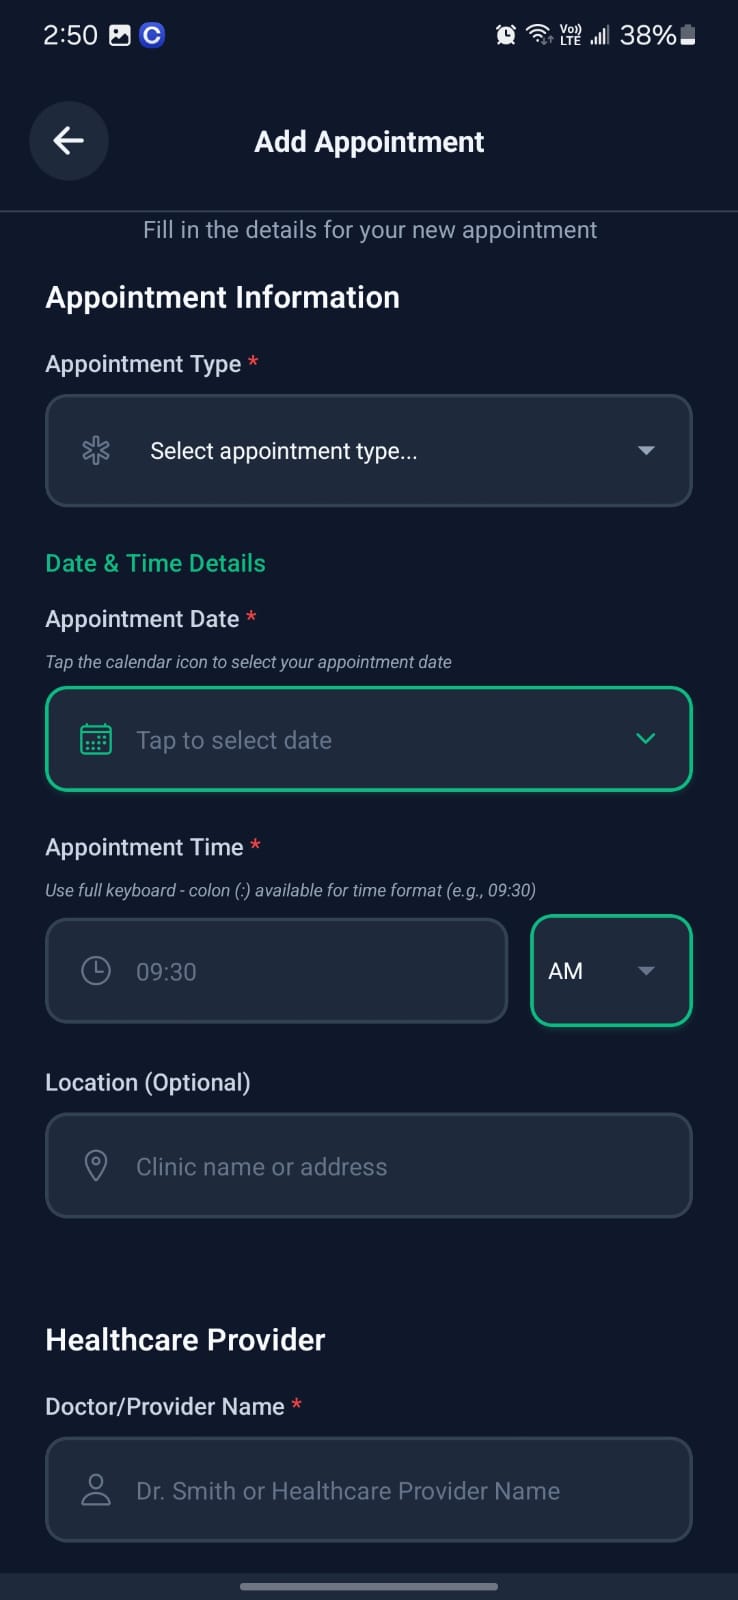 2:50
Vo))
LTE
38%
Add Appointment
Fill in the details for your new appointment
Appointment Information
Appointment Type *
Select appointment type...
Date & Time Details
Appointment Date *
Tap the calendar icon to select your appointment date
Tap to select date
Appointment Time *
Use full keyboard - colon (:) available for time format (e.g., 09:30)
09:30
AM
Location (Optional)
Clinic name or address
Healthcare Provider
Doctor/Provider Name *
Dr. Smith or Healthcare Provider Name